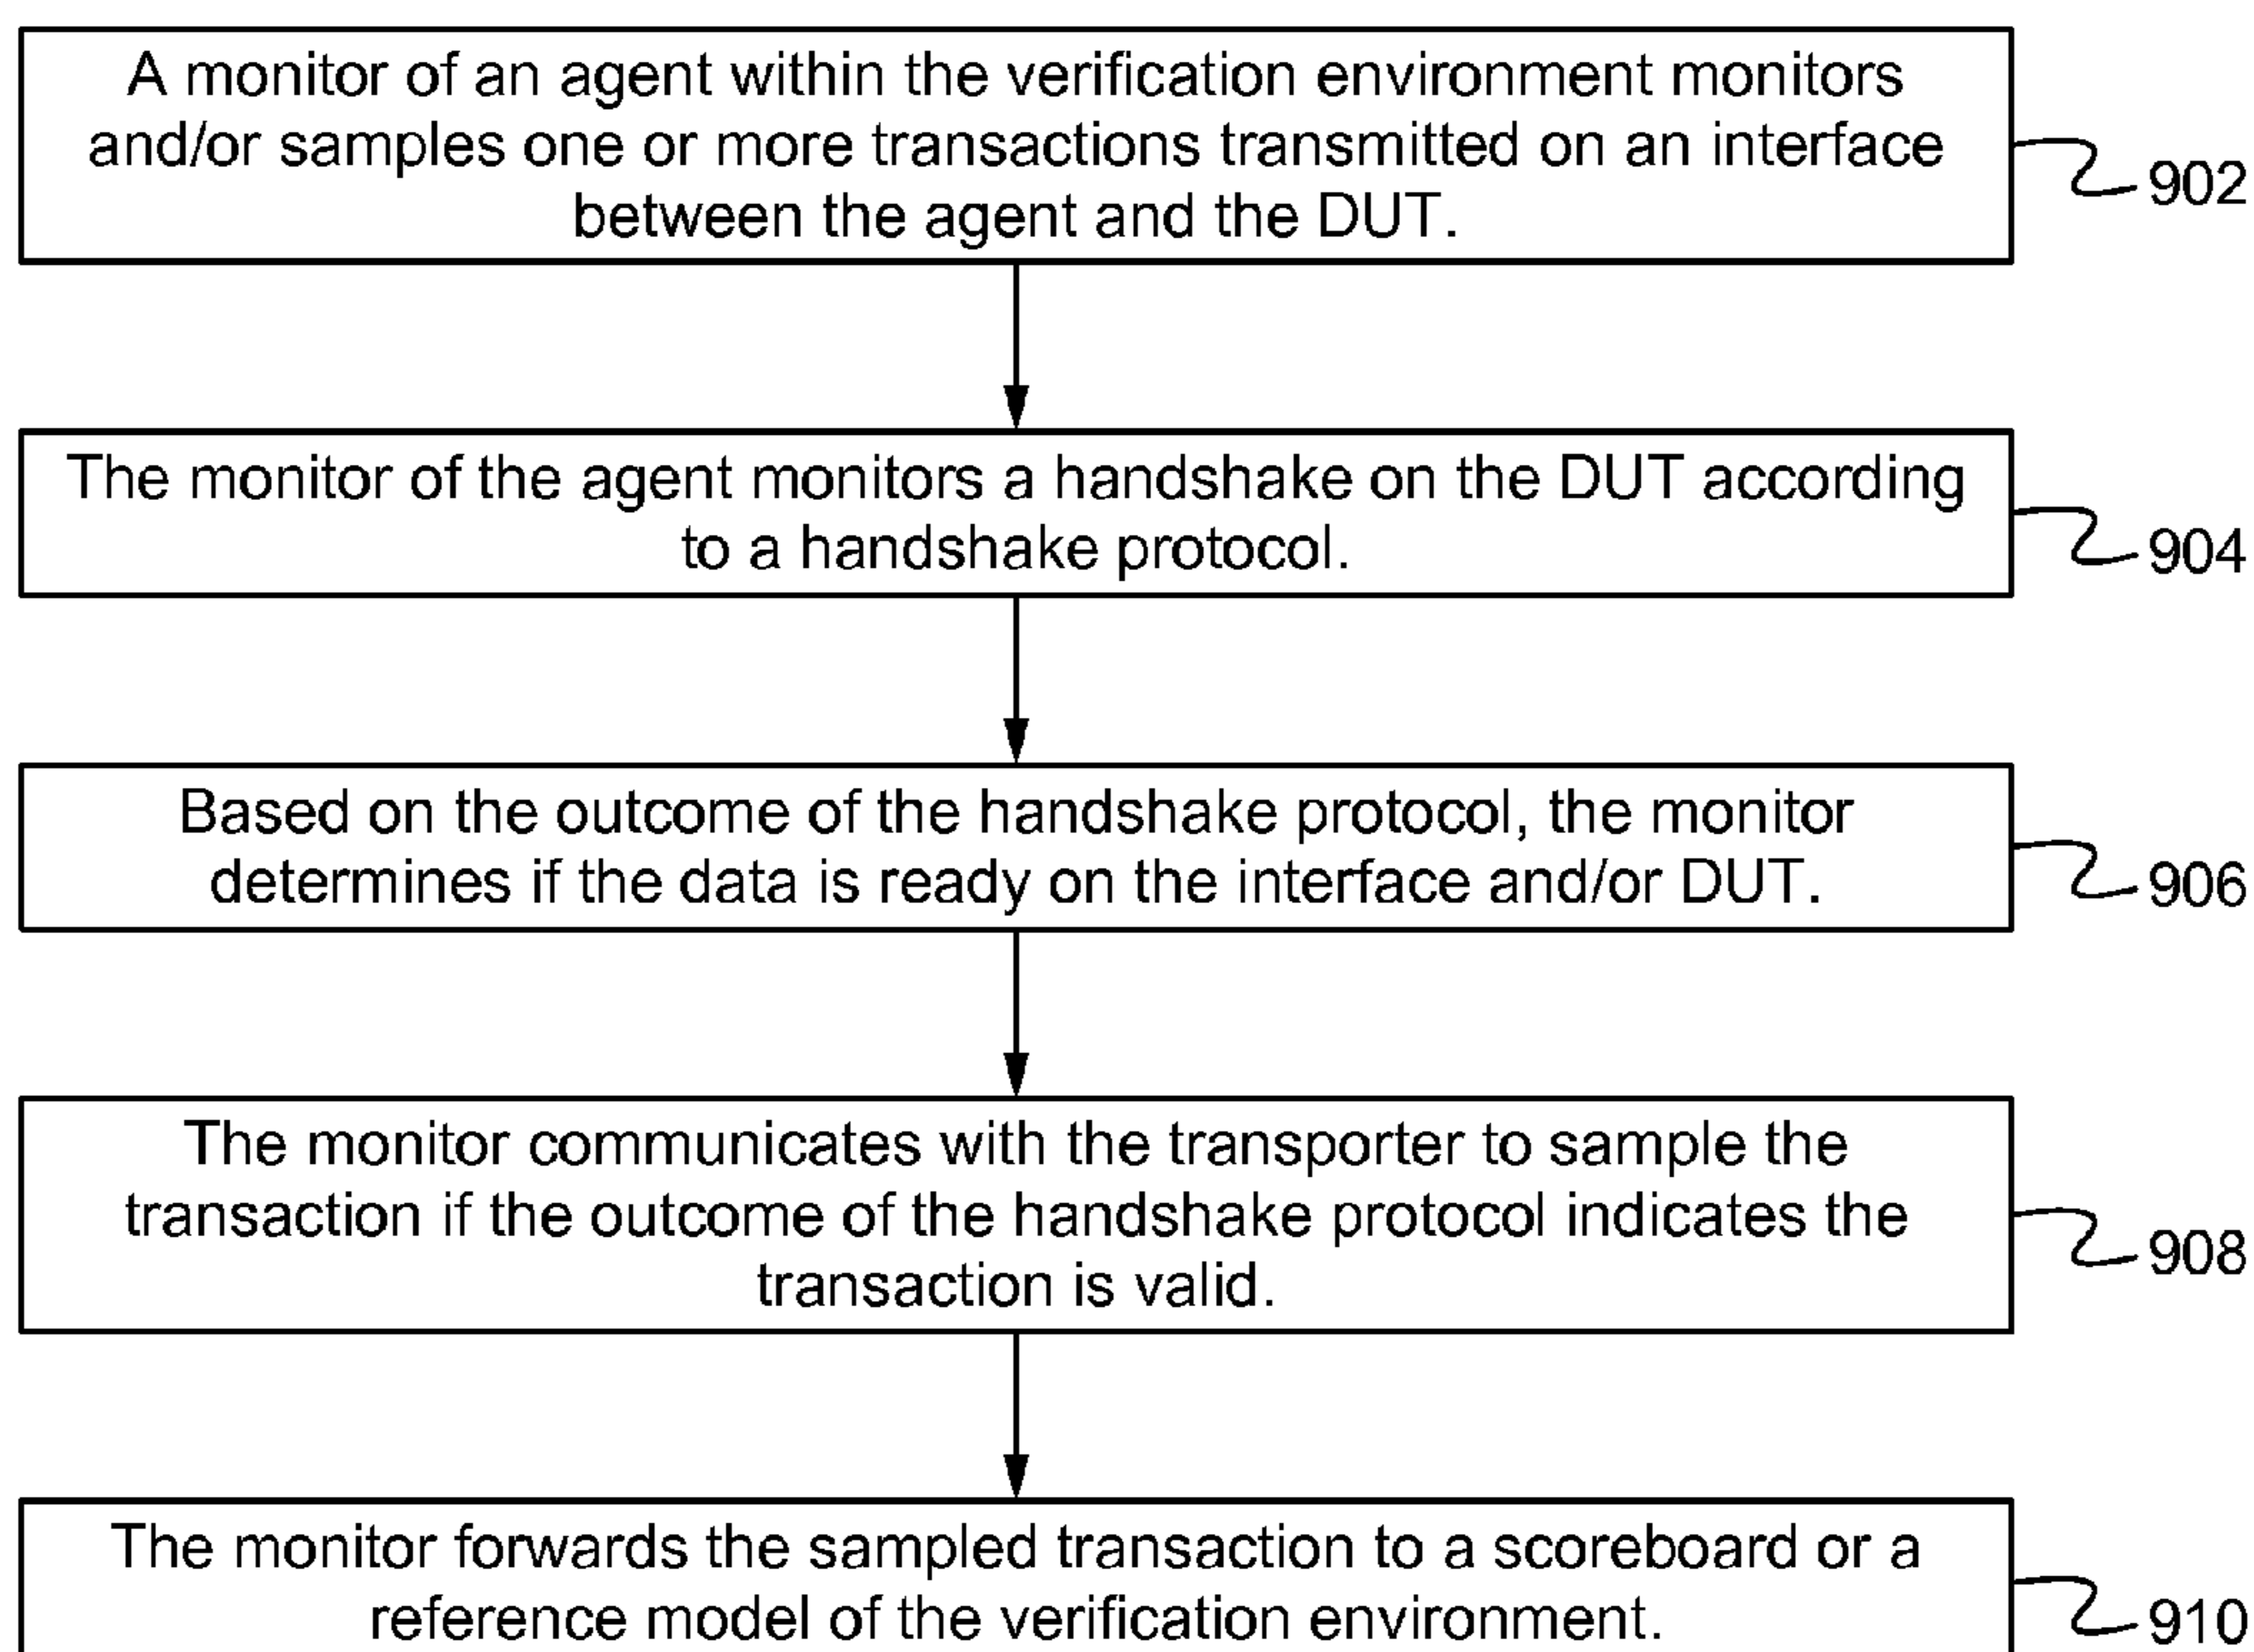 A monitor of an agent within the verification environment monitors
and/or samples one or more transactions transmitted on an interface
between the agent and the DUT.
902
The monitor of the agent monitors a handshake on the DUT according
to a handshake protocol.
904
Based on the outcome of the handshake protocol, the monitor
determines if the data is ready on the interface and/or DUT.
906
The monitor communicates with the transporter to sample the
transaction if the outcome of the handshake protocol indicates the
transaction is valid.
908
The monitor forwards the sampled transaction to a scoreboard or a
reference model of the verification environment.
910